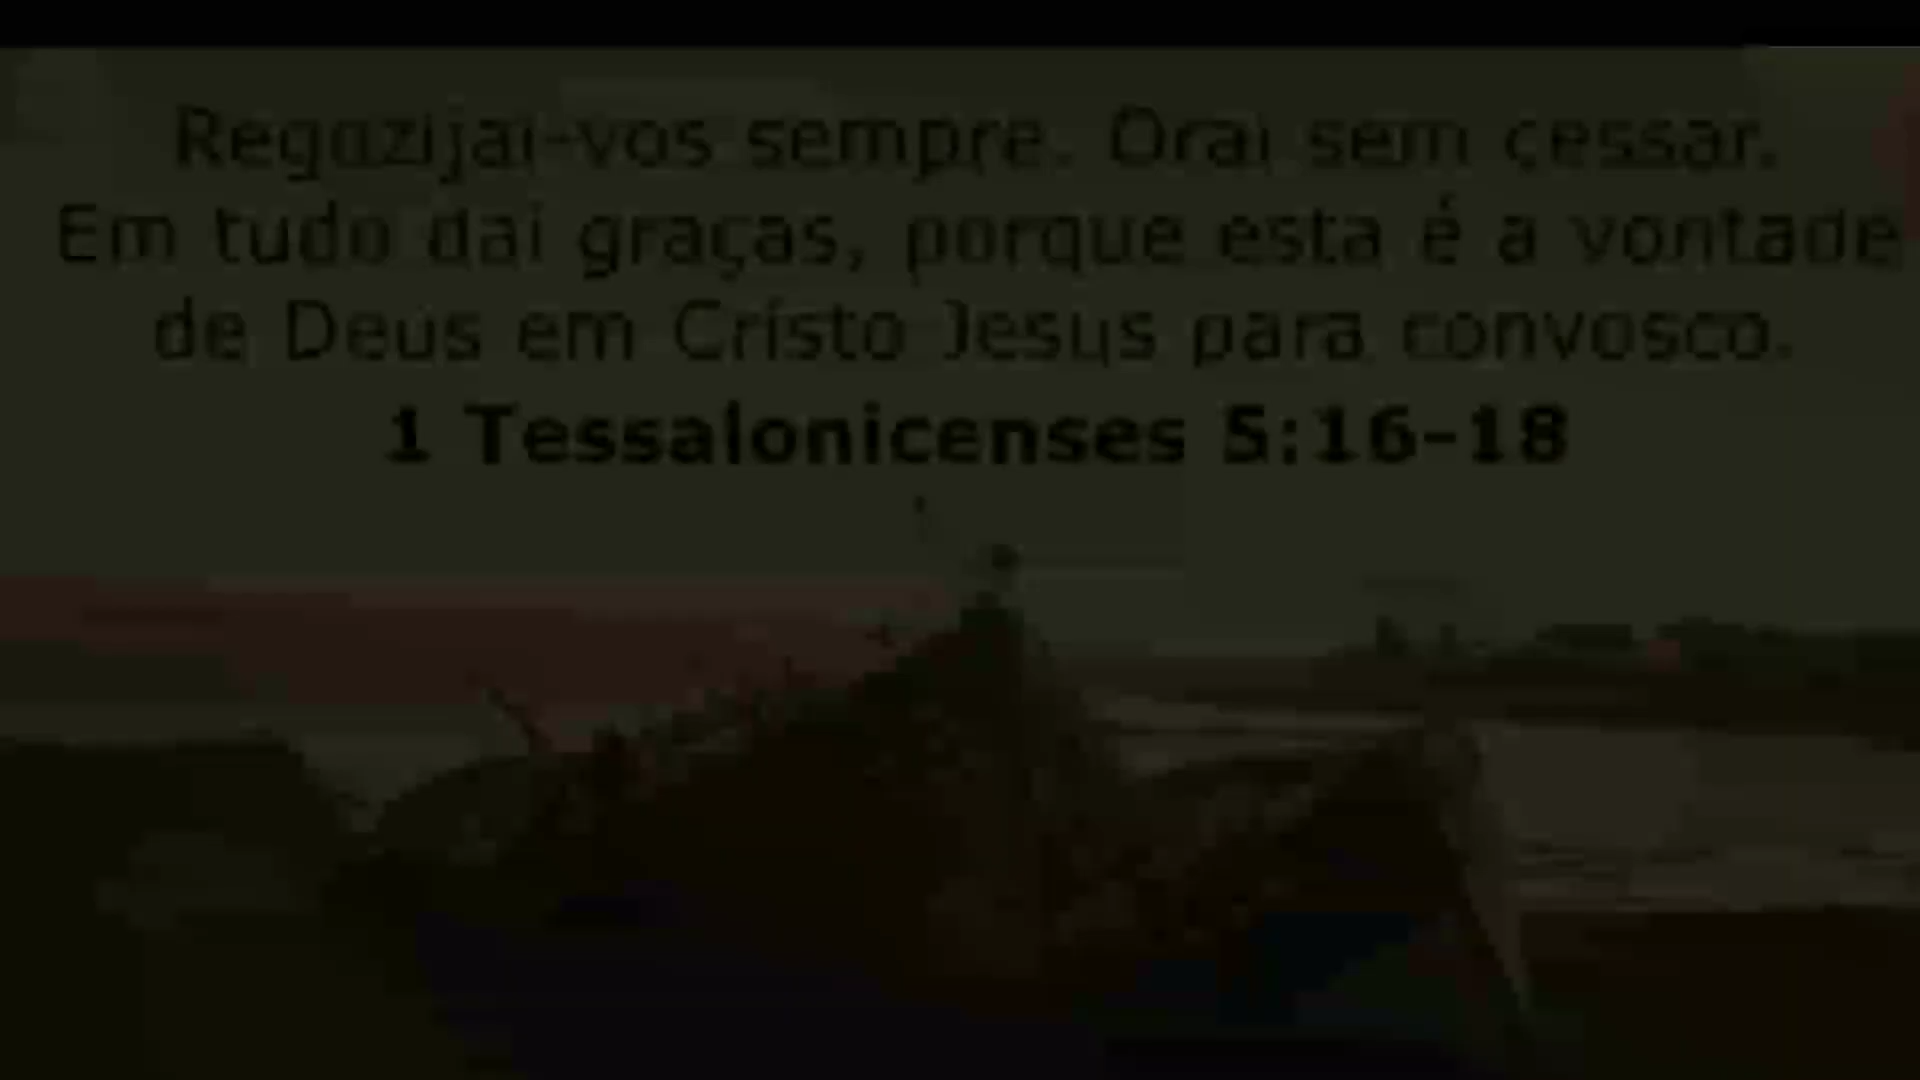 Regozijai-vos sempre. Orai sem cessar.
Em tudo dai graças, porque esta é a vontade
de Deus em Cristo Jesus para convosco.
1 Tessalonicenses 5:16-18